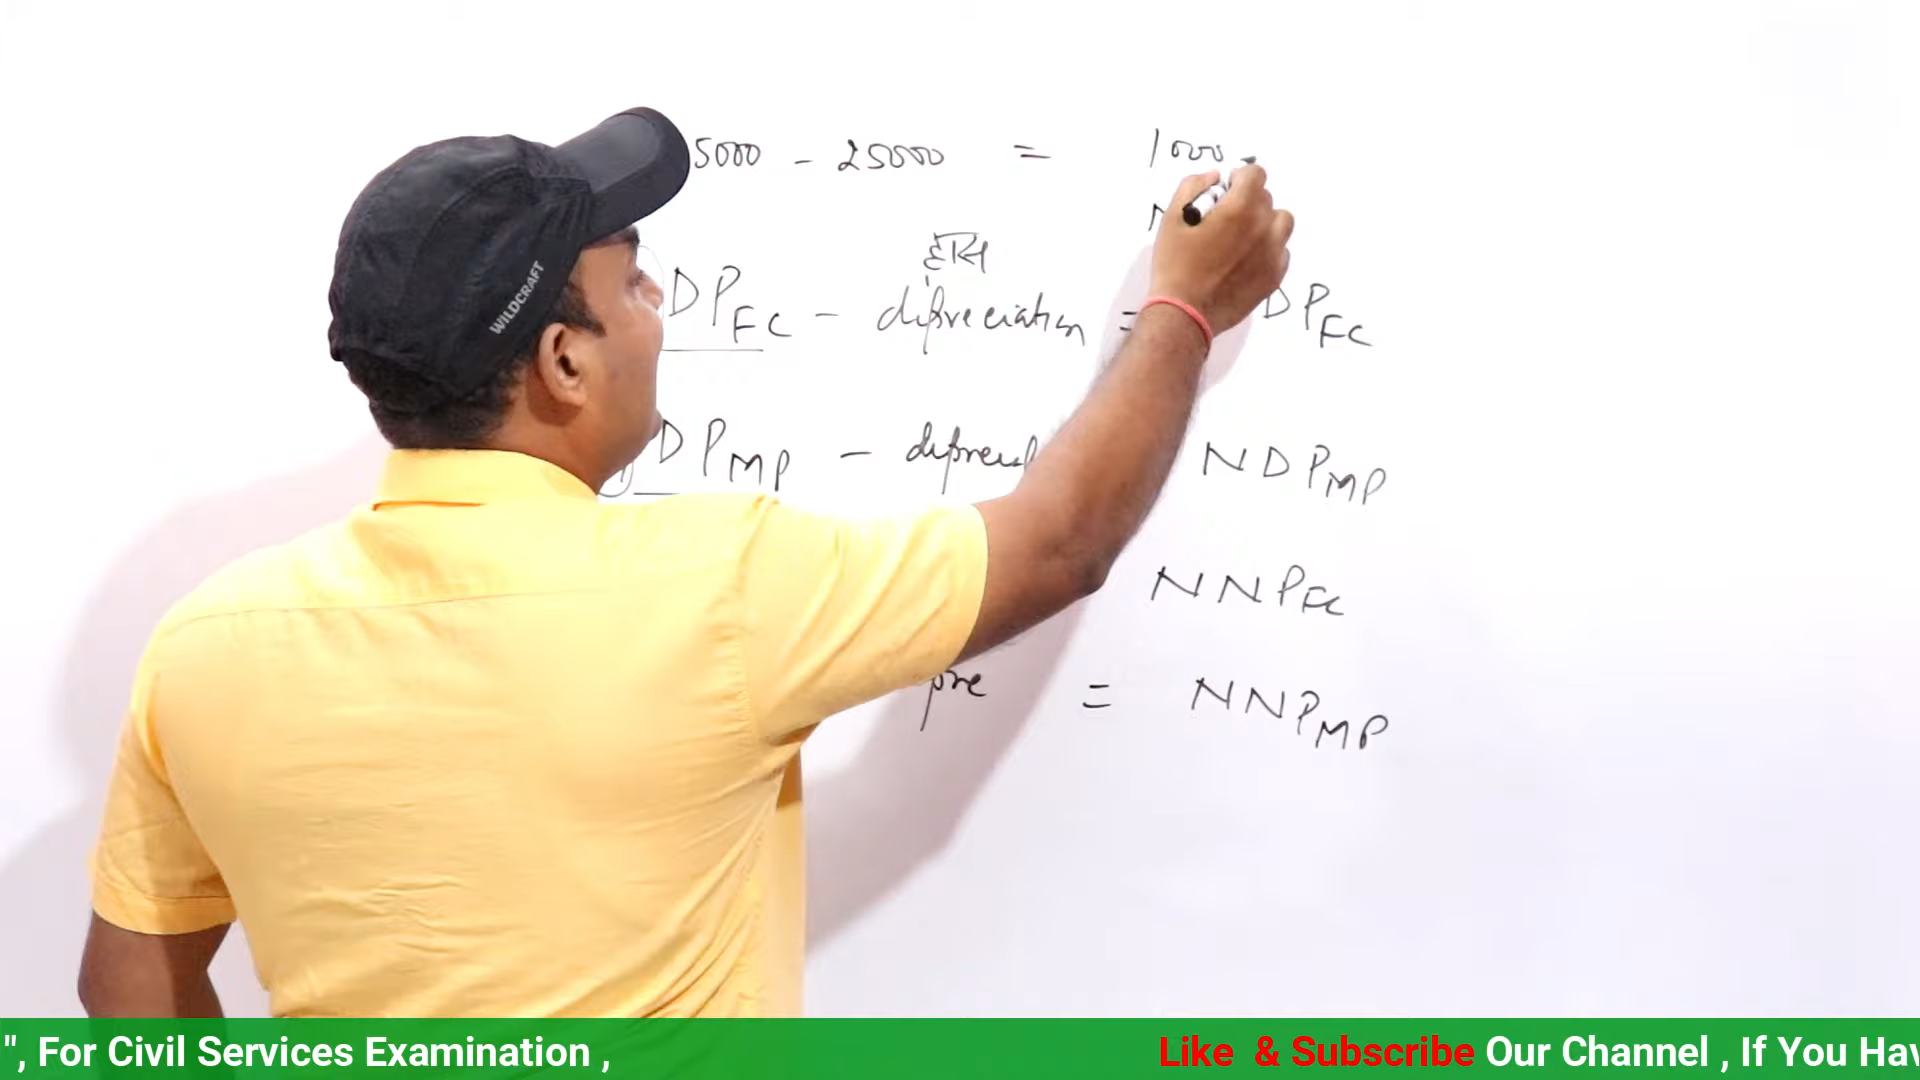 5000 - 25000 = 1000
ह्रास
DPFC - depreciation = DPFC
DPMP - NDPMP
NNPFC
pre = NNPMP
WILDCRAFT
", For Civil Services Examination , Like & Subscribe Our Channel , If You Hav